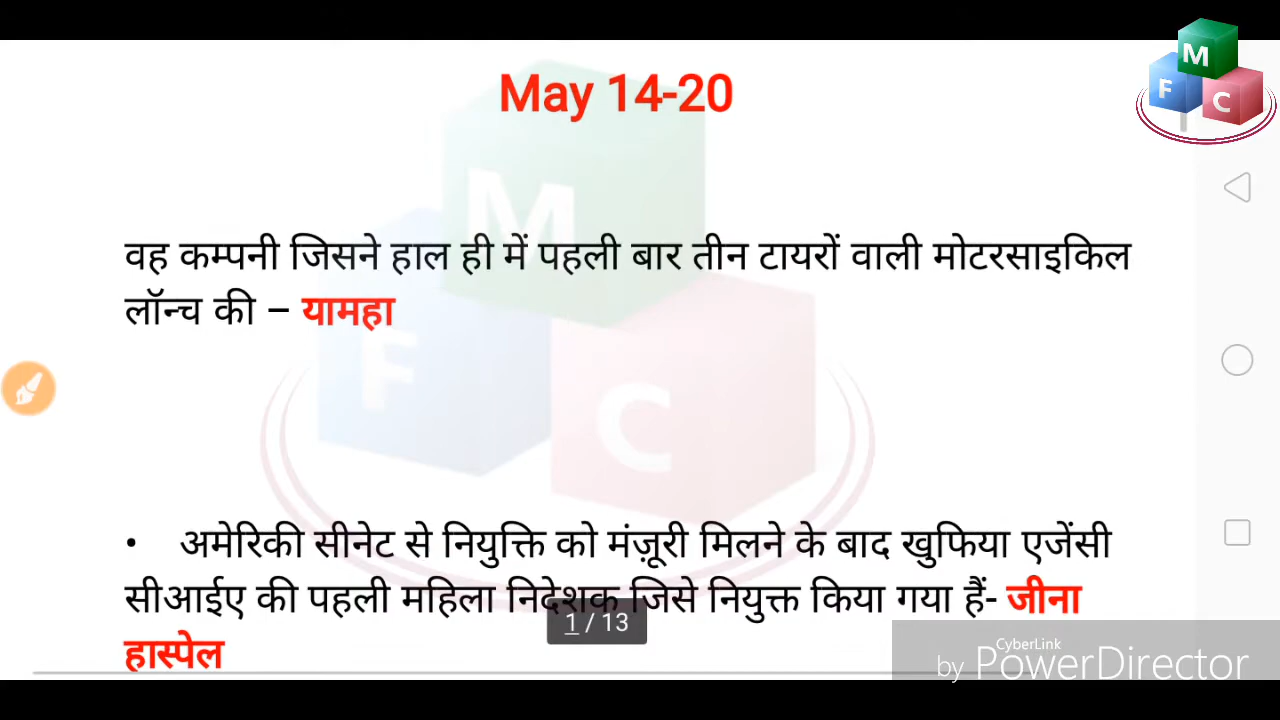 May 14-20
M
F
C
वह कम्पनी जिसने हाल ही में पहली बार तीन टायरों वाली मोटरसाइकिल
लॉन्च की – यामहा
M
F
C
• अमेरिकी सीनेट से नियुक्ति को मंज़ूरी मिलने के बाद खुफिया एजेंसी
सीआईए की पहली महिला निदेशक जिसे नियुक्त किया गया हैं- जीना
हास्पेल
1 / 13
CyberLink
by PowerDirector